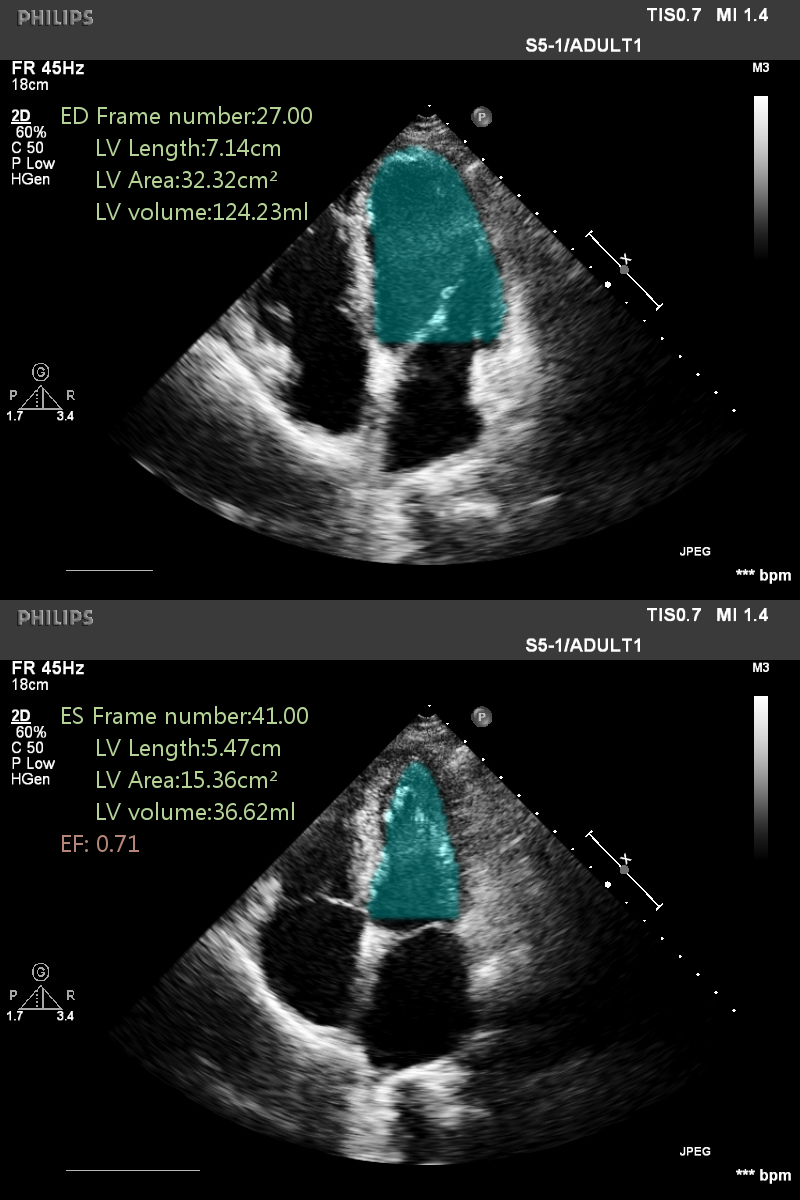 PHILIPS
TIS0.7 MI 1.4
S5-1/ADULT1
FR 45Hz
18cm
M3
2D
60%
C 50
P Low
HGen
ED Frame number:27.00
LV Length:7.14cm
LV Area:32.32cm²
LV volume:124.23ml
P
X
G
P R
1.7 3.4
JPEG
*** bpm
PHILIPS
TIS0.7 MI 1.4
S5-1/ADULT1
FR 45Hz
18cm
M3
2D
60%
C 50
P Low
HGen
ES Frame number:41.00
LV Length:5.47cm
LV Area:15.36cm²
LV volume:36.62ml
EF: 0.71
P
X
G
P R
1.7 3.4
JPEG
*** bpm